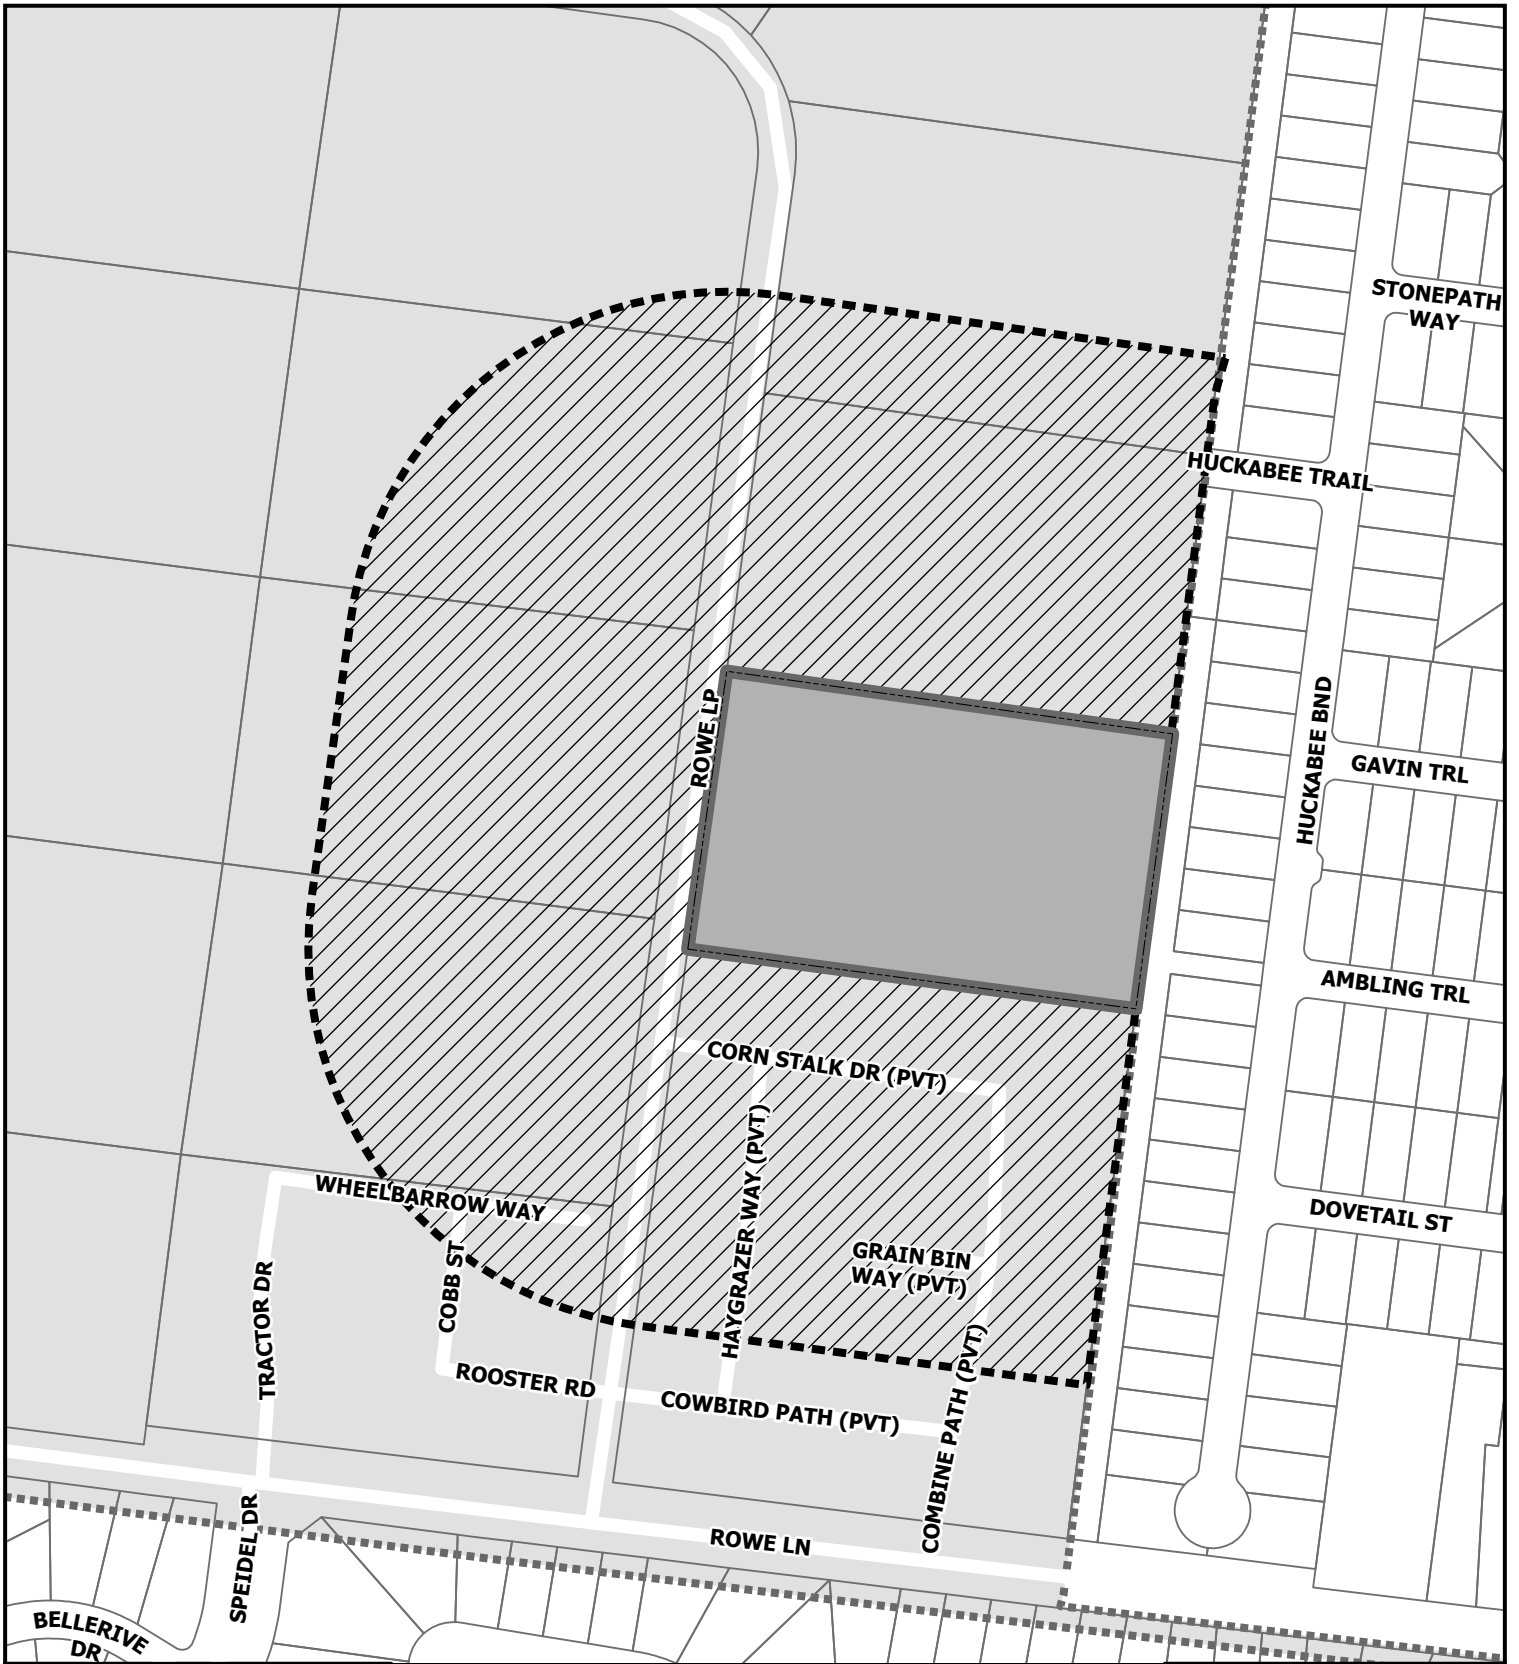 STONEPATH
WAY
HUCKABEE TRAIL
ROWE LP
HUCKABEE BND
GAVIN TRL
AMBLING TRL
CORN STALK DR (PVT)
HAYGRAZER WAY (PVT)
WHEELBARROW WAY
DOVETAIL ST
GRAIN BIN
WAY (PVT)
COBB ST
TRACTOR DR
ROOSTER RD
COWBIRD PATH (PVT)
COMBINE PATH (PVT)
ROWE LN
SPEIDEL DR
BELLERIVE
DR